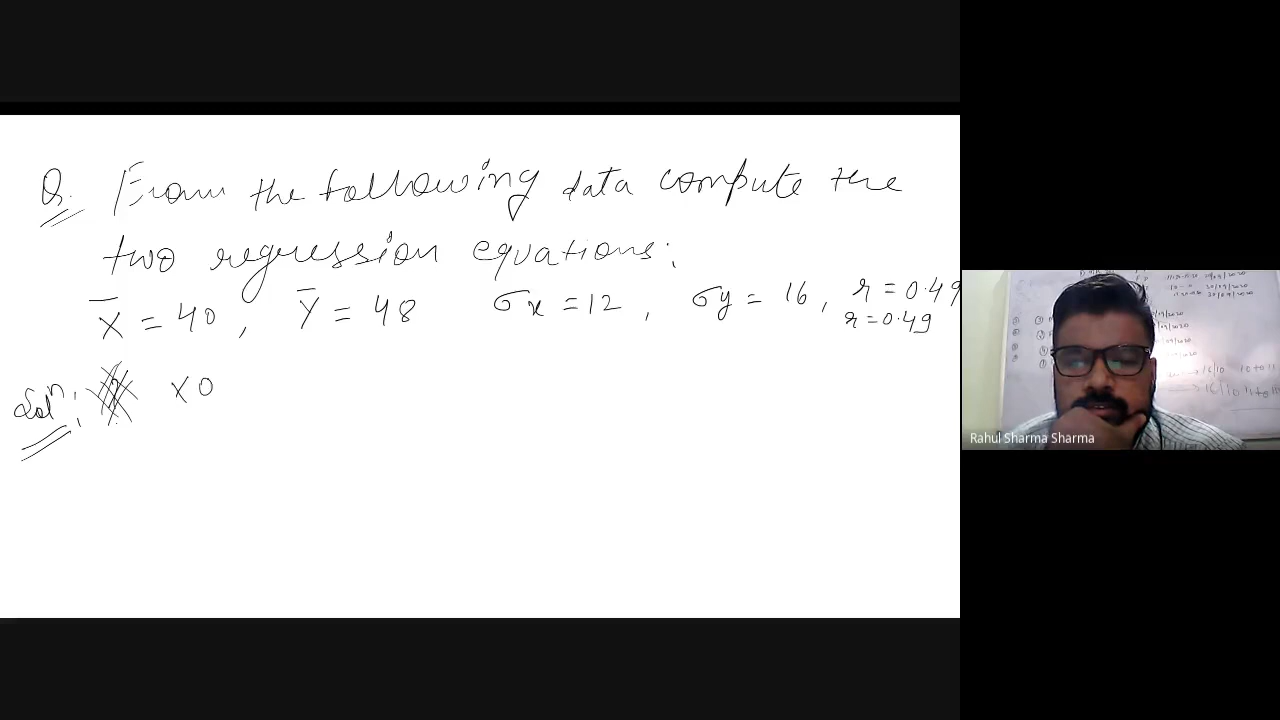 Q. From the following data compute the
two regression equations:
X̄ = 40, Ȳ = 48 σx = 12, σy = 16, r = 0.49
r = 0.49
Solⁿ: x0
Rahul Sharma Sharma